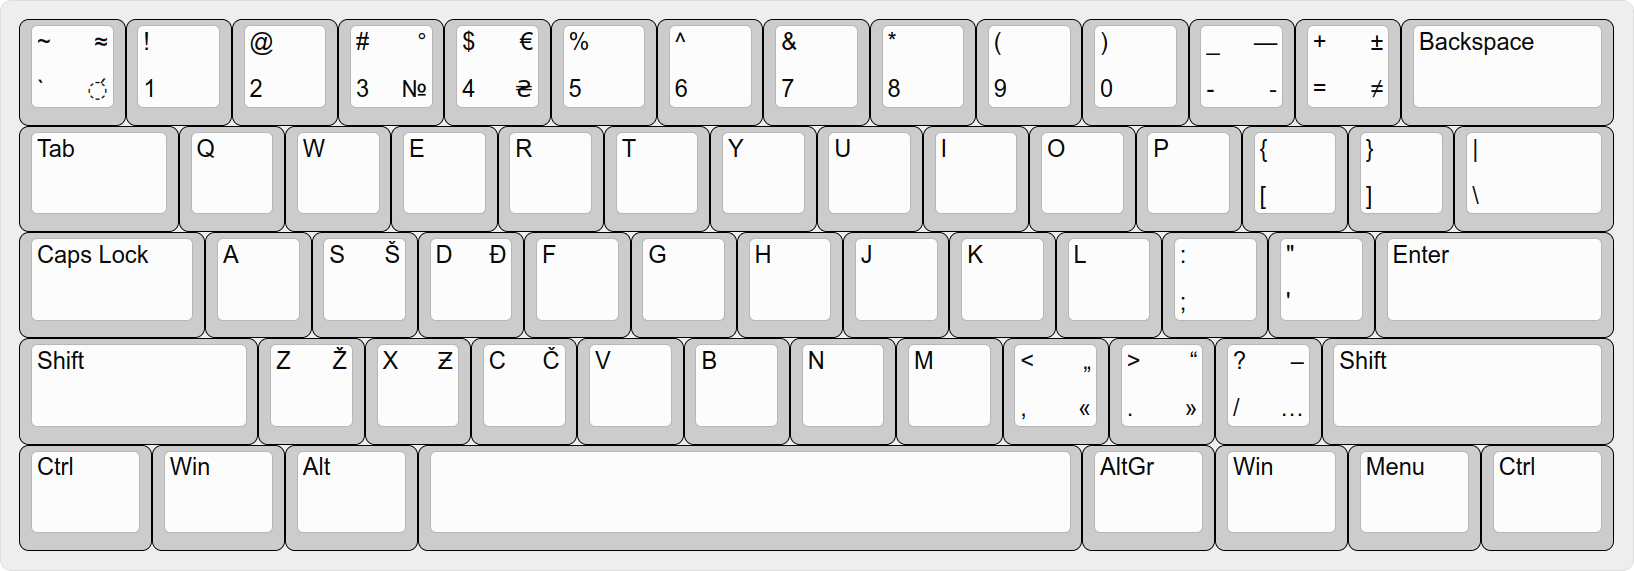 ~ ≈ ! @ # ° $ € % ^ & * ( ) _ — + ± Backspace
` ◌́ 1 2 3 № 4 ₴ 5 6 7 8 9 0 - - = ≠
Tab Q W E R T Y U I O P { } |
[ ] \
Caps Lock A S Š D Đ F G H J K L : " Enter
; '
Shift Z Ž X Ƶ C Č V B N M < „ > “ ? – Shift
, « . » / …
Ctrl Win Alt AltGr Win Menu Ctrl